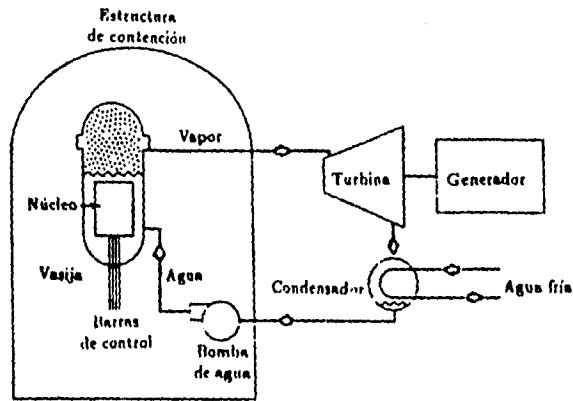 Estructura
de contención
Vapor
Turbina
Generador
Núcleo
Vasija
Agua
Condensador
Agua fría
Barras
de control
Bomba
de agua